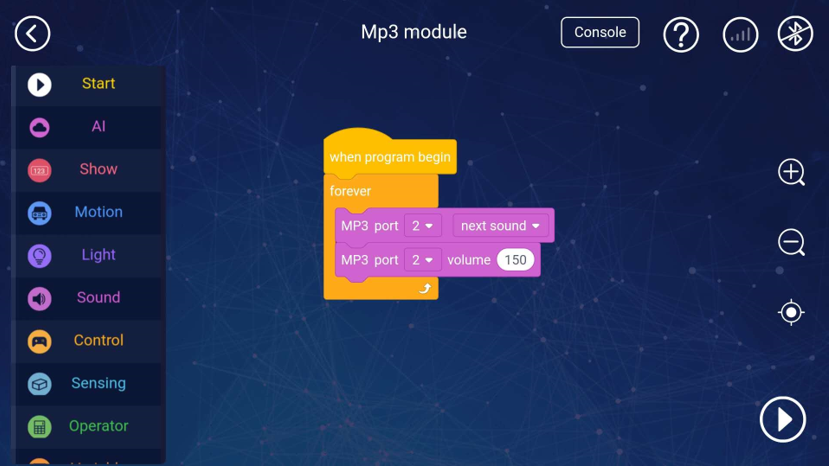 Mp3 module
Console
Start
AI
Show
Motion
Light
Sound
Control
Sensing
Operator
when program begin
forever
MP3 port 2 next sound
MP3 port 2 volume 150
123